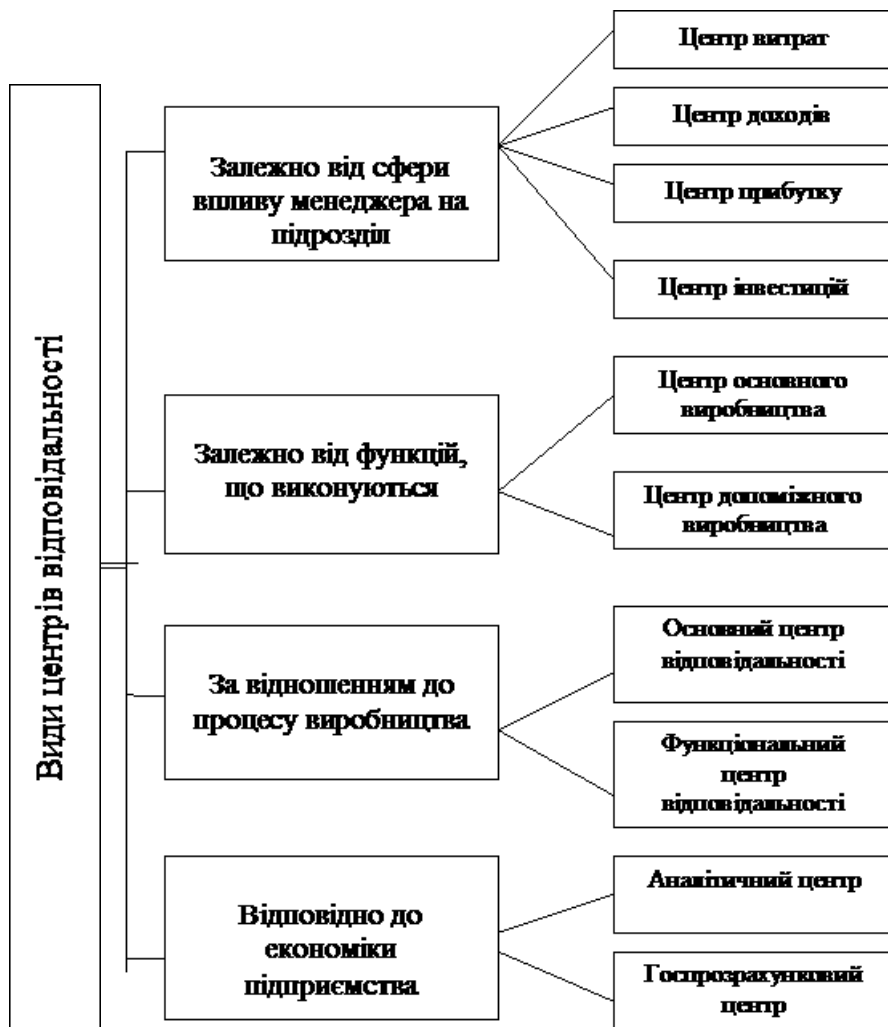 Види центрів відповідальності
Залежно від сфери
впливу менеджера на
підрозділ
Центр витрат
Центр доходів
Центр прибутку
Центр інвестицій
Залежно від функцій,
що виконуються
Центр основного
виробництва
Центр допоміжного
виробництва
За відношенням до
процесу виробництва
Основний центр
відповідальності
Функціональний
центр
відповідальності
Відповідно до
економіки
підприємства
Аналітичний центр
Госпрозрахунковий
центр